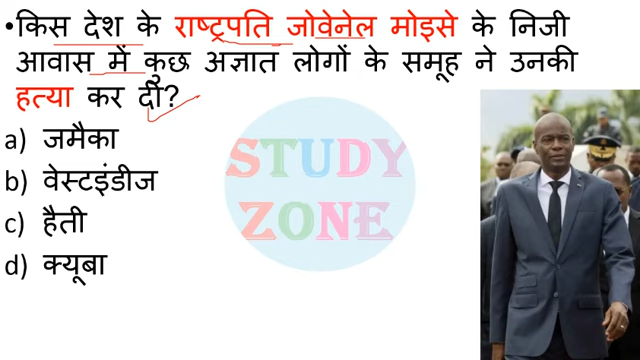 •किस देश के राष्ट्रपति जोवेनेल मोइसे के निजी
आवास में कुछ अज्ञात लोगों के समूह ने उनकी
हत्या कर दी?
a) जमैका
b) वेस्टइंडीज
c) हैती
d) क्यूबा
STUDY
ZONE